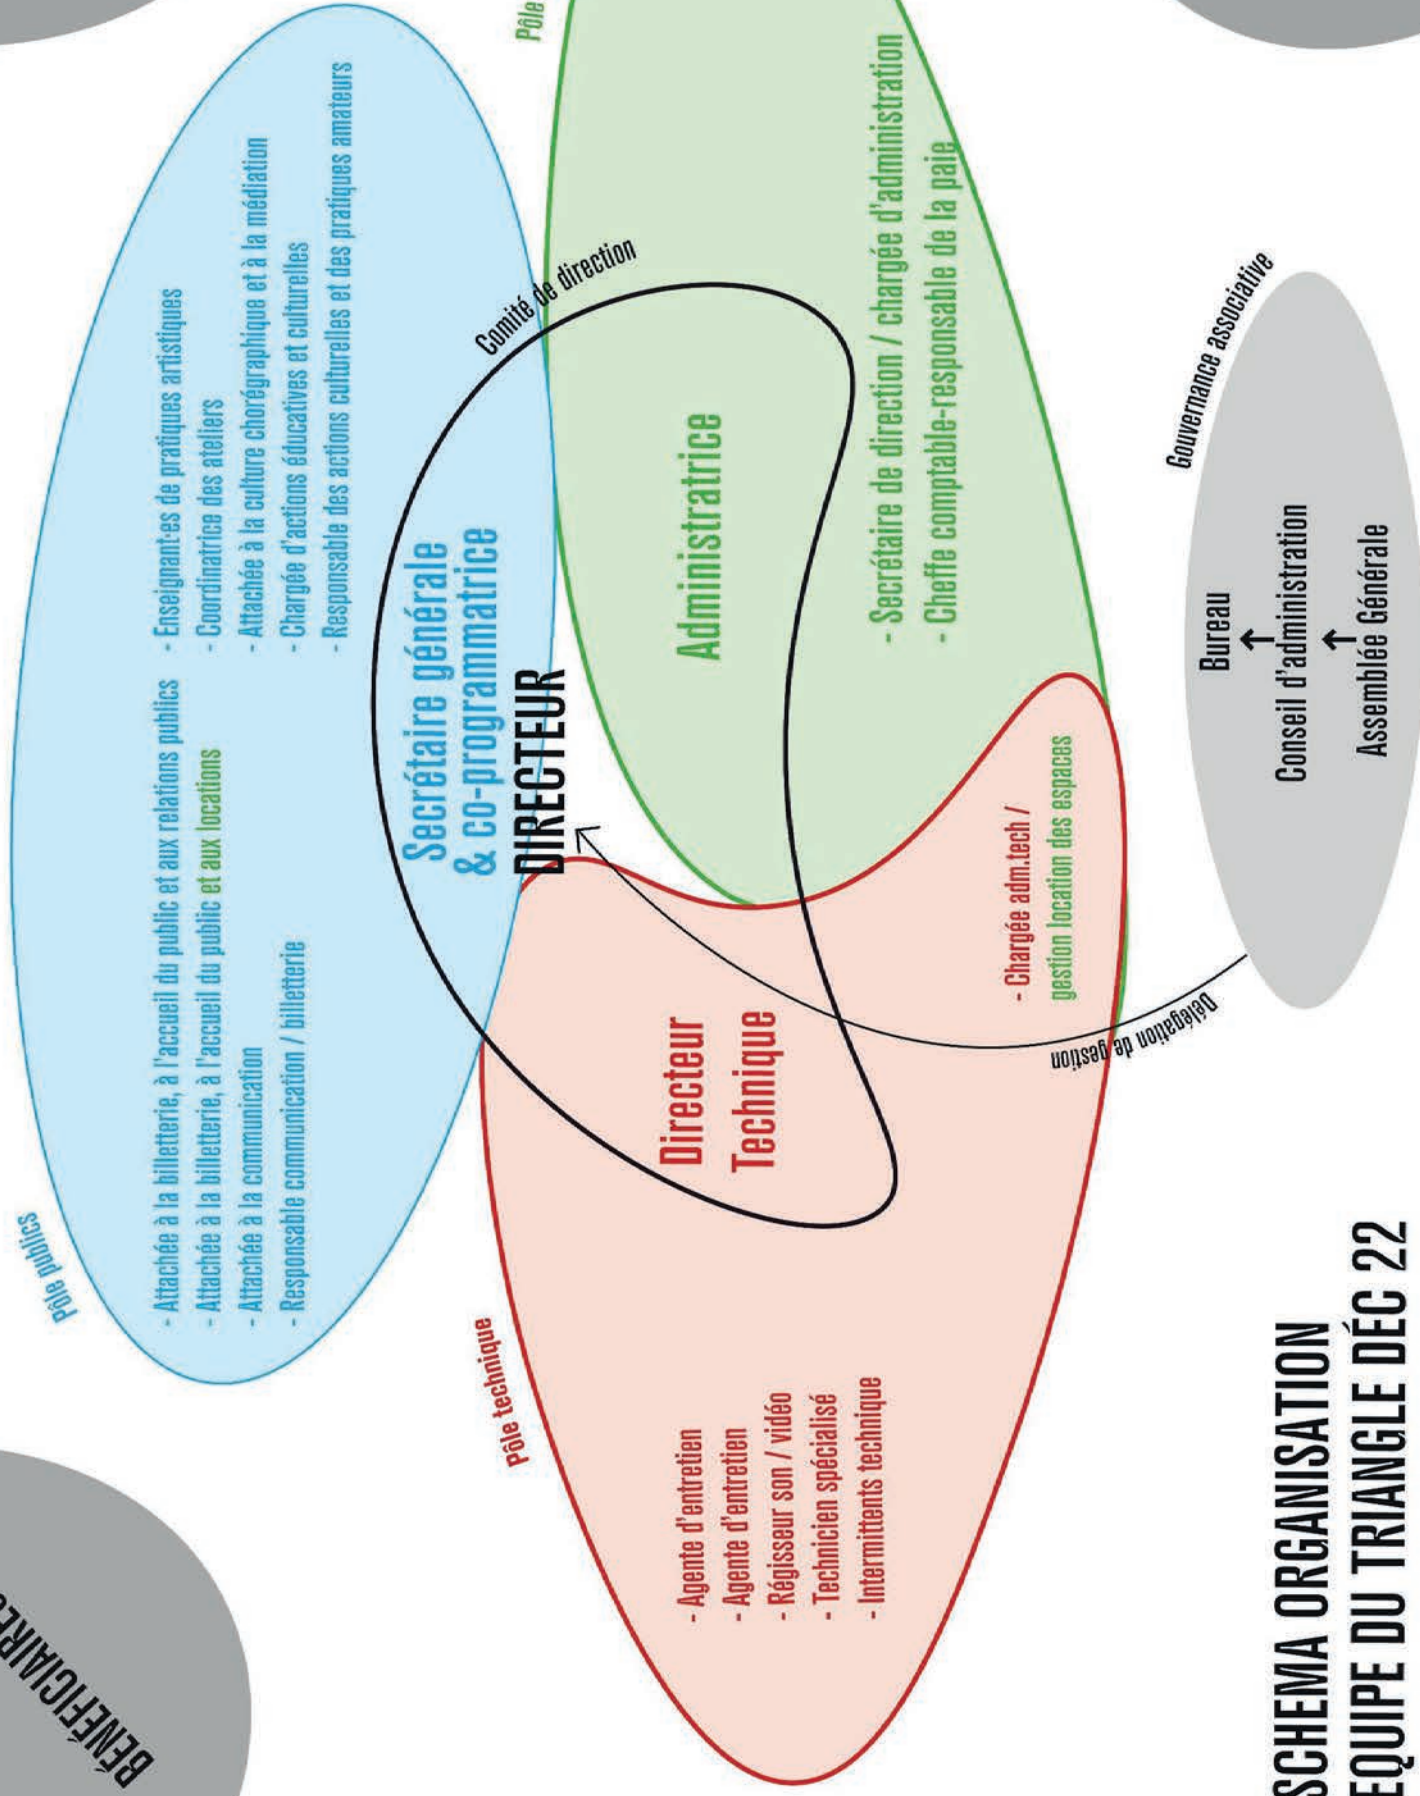 BÉNÉFICIAIRES
Pôle publics
- Attachée à la billetterie, à l'accueil du public et aux relations publics
- Attachée à la billetterie, à l'accueil du public et aux locations
- Attachée à la communication
- Responsable communication / billetterie
- Enseignant·es de pratiques artistiques
- Coordinatrice des ateliers
- Attachée à la culture chorégraphique et à la médiation
- Chargée d'actions éducatives et culturelles
- Responsable des actions culturelles et des pratiques amateurs
Secrétaire générale
& co-programmatrice
DIRECTEUR
Comité de direction
Pôle
Administratrice
- Secrétaire de direction / chargée d'administration
- Cheffe comptable-responsable de la paie
Pôle technique
Directeur
Technique
- Agente d'entretien
- Agente d'entretien
- Régisseur son / vidéo
- Technicien spécialisé
- Intermittents technique
- Chargée adm.tech /
gestion location des espaces
Délégation de gestion
Gouvernance associative
Bureau
Conseil d'administration
Assemblée Générale
SCHEMA ORGANISATION
EQUIPE DU TRIANGLE DÉC 22